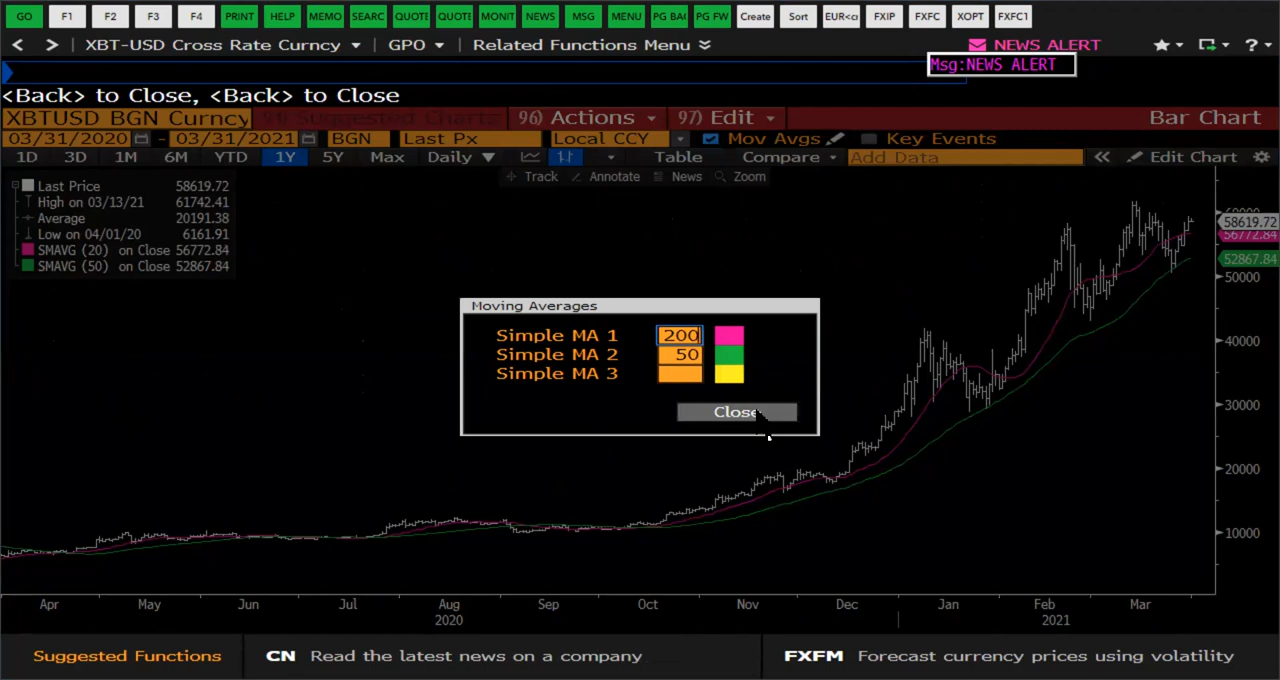 GO F1 F2 F3 F4 PRINT HELP MEMO SEARC QUOTE QUOTE MONIT NEWS MSG MENU PG BAC PG FW Create Sort EUR<cr FXIP FXFC XOPT FXFC1
< > XBT-USD Cross Rate Curncy GPO Related Functions Menu NEWS ALERT ?
Msg:NEWS ALERT
<Back> to Close, <Back> to Close
XBTUSD BGN Curncy Suggested Charts 96) Actions 97) Edit Bar Chart
03/31/2020 - 03/31/2021 BGN Last Px Local CCY Mov Avgs Key Events
1D 3D 1M 6M YTD 1Y 5Y Max Daily Table Compare Add Data Edit Chart
Track Annotate News Zoom
Last Price 58619.72
High on 03/13/21 61742.41
Average 20191.38
Low on 04/01/20 6161.91
SMAVG (20) on Close 56772.84
SMAVG (50) on Close 52867.84
60000
58619.72
56772.84
52867.84
50000
40000
30000
20000
10000
Moving Averages
Simple MA 1 200
Simple MA 2 50
Simple MA 3
Close
Apr May Jun Jul Aug Sep Oct Nov Dec Jan Feb Mar
2020 2021
Suggested Functions CN Read the latest news on a company FXFM Forecast currency prices using volatility